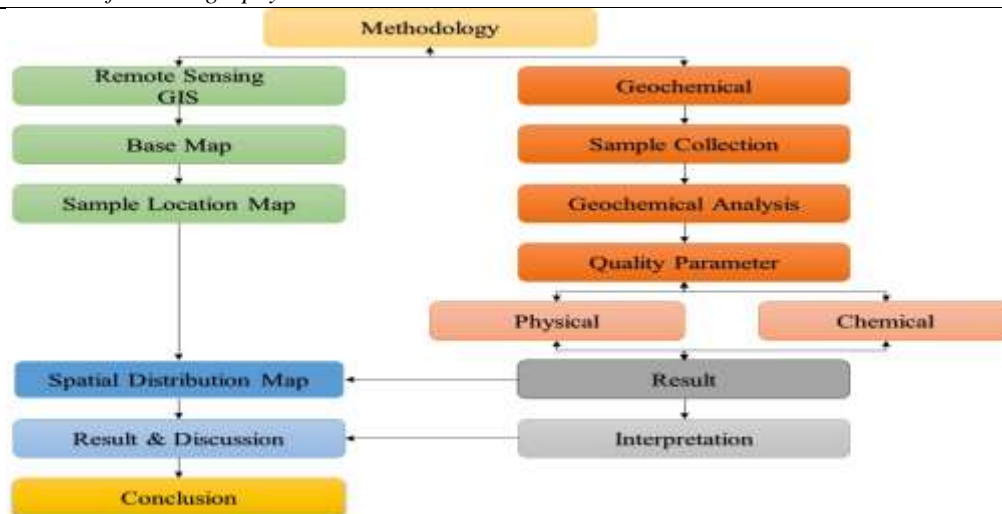 Methodology
Remote Sensing
GIS
Geochemical
Base Map
Sample Collection
Sample Location Map
Geochemical Analysis
Quality Parameter
Physical
Chemical
Spatial Distribution Map
Result
Result & Discussion
Interpretation
Conclusion